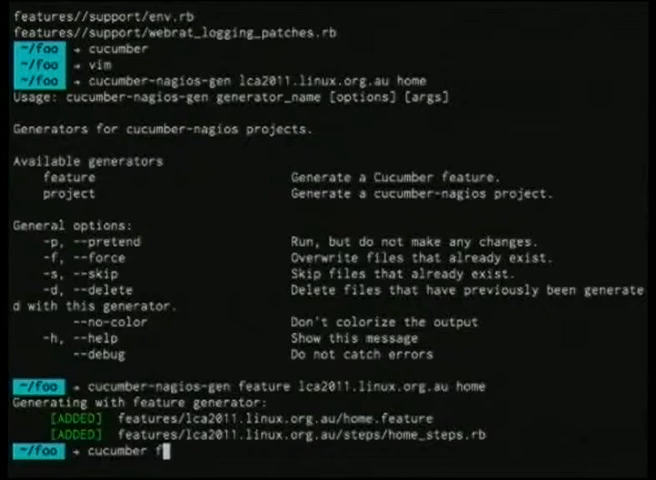 features//support/env.rb
features//support/webrat_logging_patches.rb
~/foo → cucumber
~/foo → vim
~/foo → cucumber-nagios-gen lca2011.linux.org.au home
Usage: cucumber-nagios-gen generator_name [options] [args]
Generators for cucumber-nagios projects.
Available generators
feature Generate a Cucumber feature.
project Generate a cucumber-nagios project.
General options:
-p, --pretend Run, but do not make any changes.
-f, --force Overwrite files that already exist.
-s, --skip Skip files that already exist.
-d, --delete Delete files that have previously been generate
d with this generator.
--no-color Don't colorize the output
-h, --help Show this message
--debug Do not catch errors
~/foo → cucumber-nagios-gen feature lca2011.linux.org.au home
Generating with feature generator:
[ADDED] features/lca2011.linux.org.au/home.feature
[ADDED] features/lca2011.linux.org.au/steps/home_steps.rb
~/foo → cucumber f